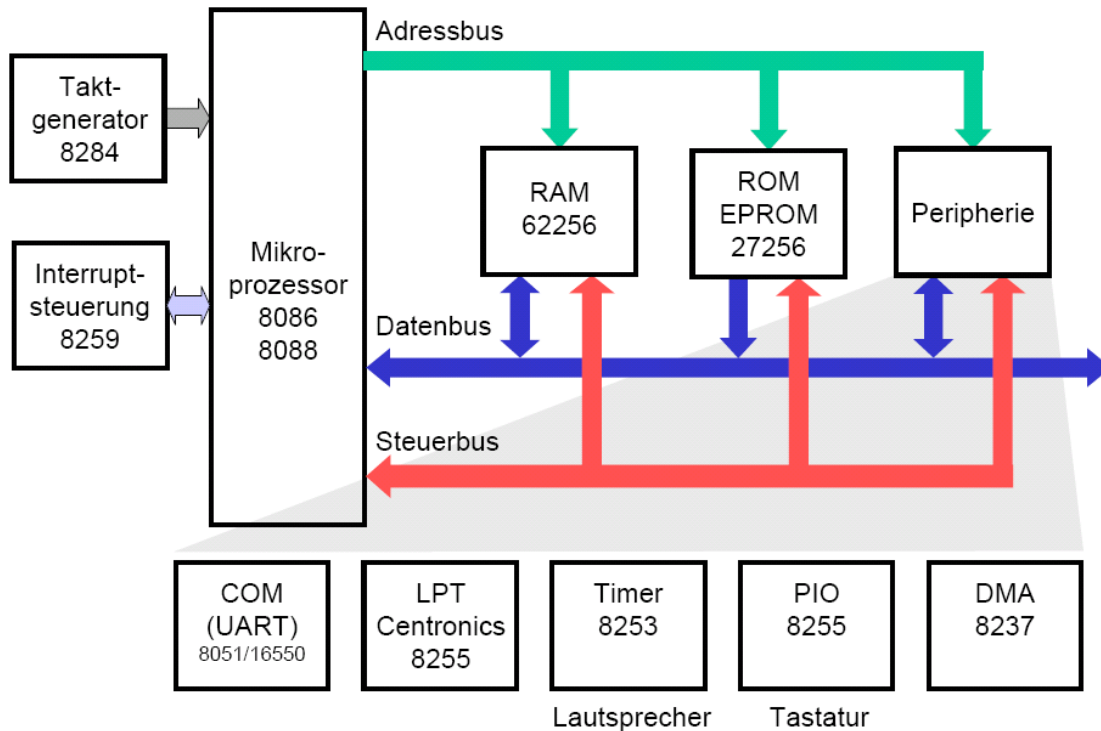 Adressbus
Takt-
generator
8284
RAM
62256
ROM
EPROM
27256
Peripherie
Interrupt-
steuerung
8259
Mikro-
prozessor
8086
8088
Datenbus
Steuerbus
COM
(UART)
8051/16550
LPT
Centronics
8255
Timer
8253
PIO
8255
DMA
8237
Lautsprecher
Tastatur